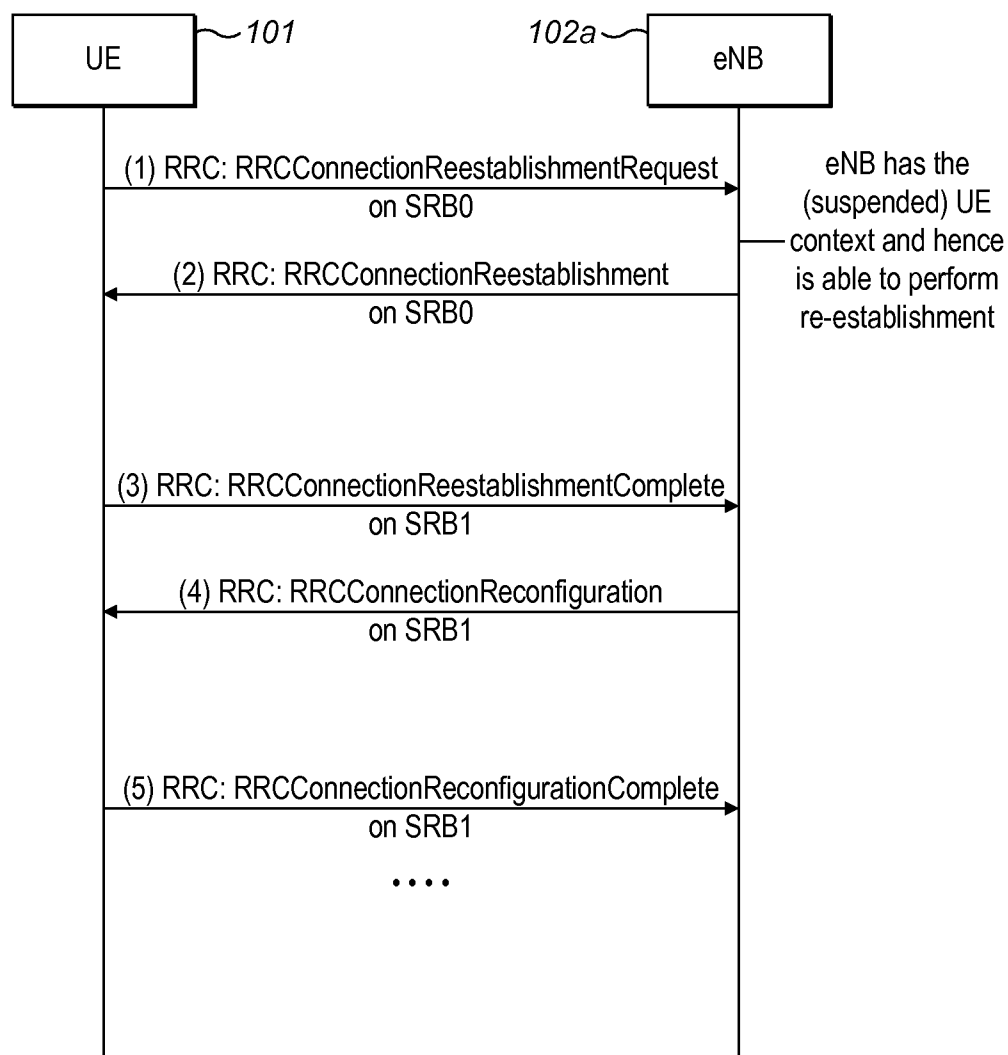 UE
101
102a
eNB
(1) RRC: RRCConnectionReestablishmentRequest
on SRB0
eNB has the
(suspended) UE
context and hence
is able to perform
re-establishment
(2) RRC: RRCConnectionReestablishment
on SRB0
(3) RRC: RRCConnectionReestablishmentComplete
on SRB1
(4) RRC: RRCConnectionReconfiguration
on SRB1
(5) RRC: RRCConnectionReconfigurationComplete
on SRB1
....